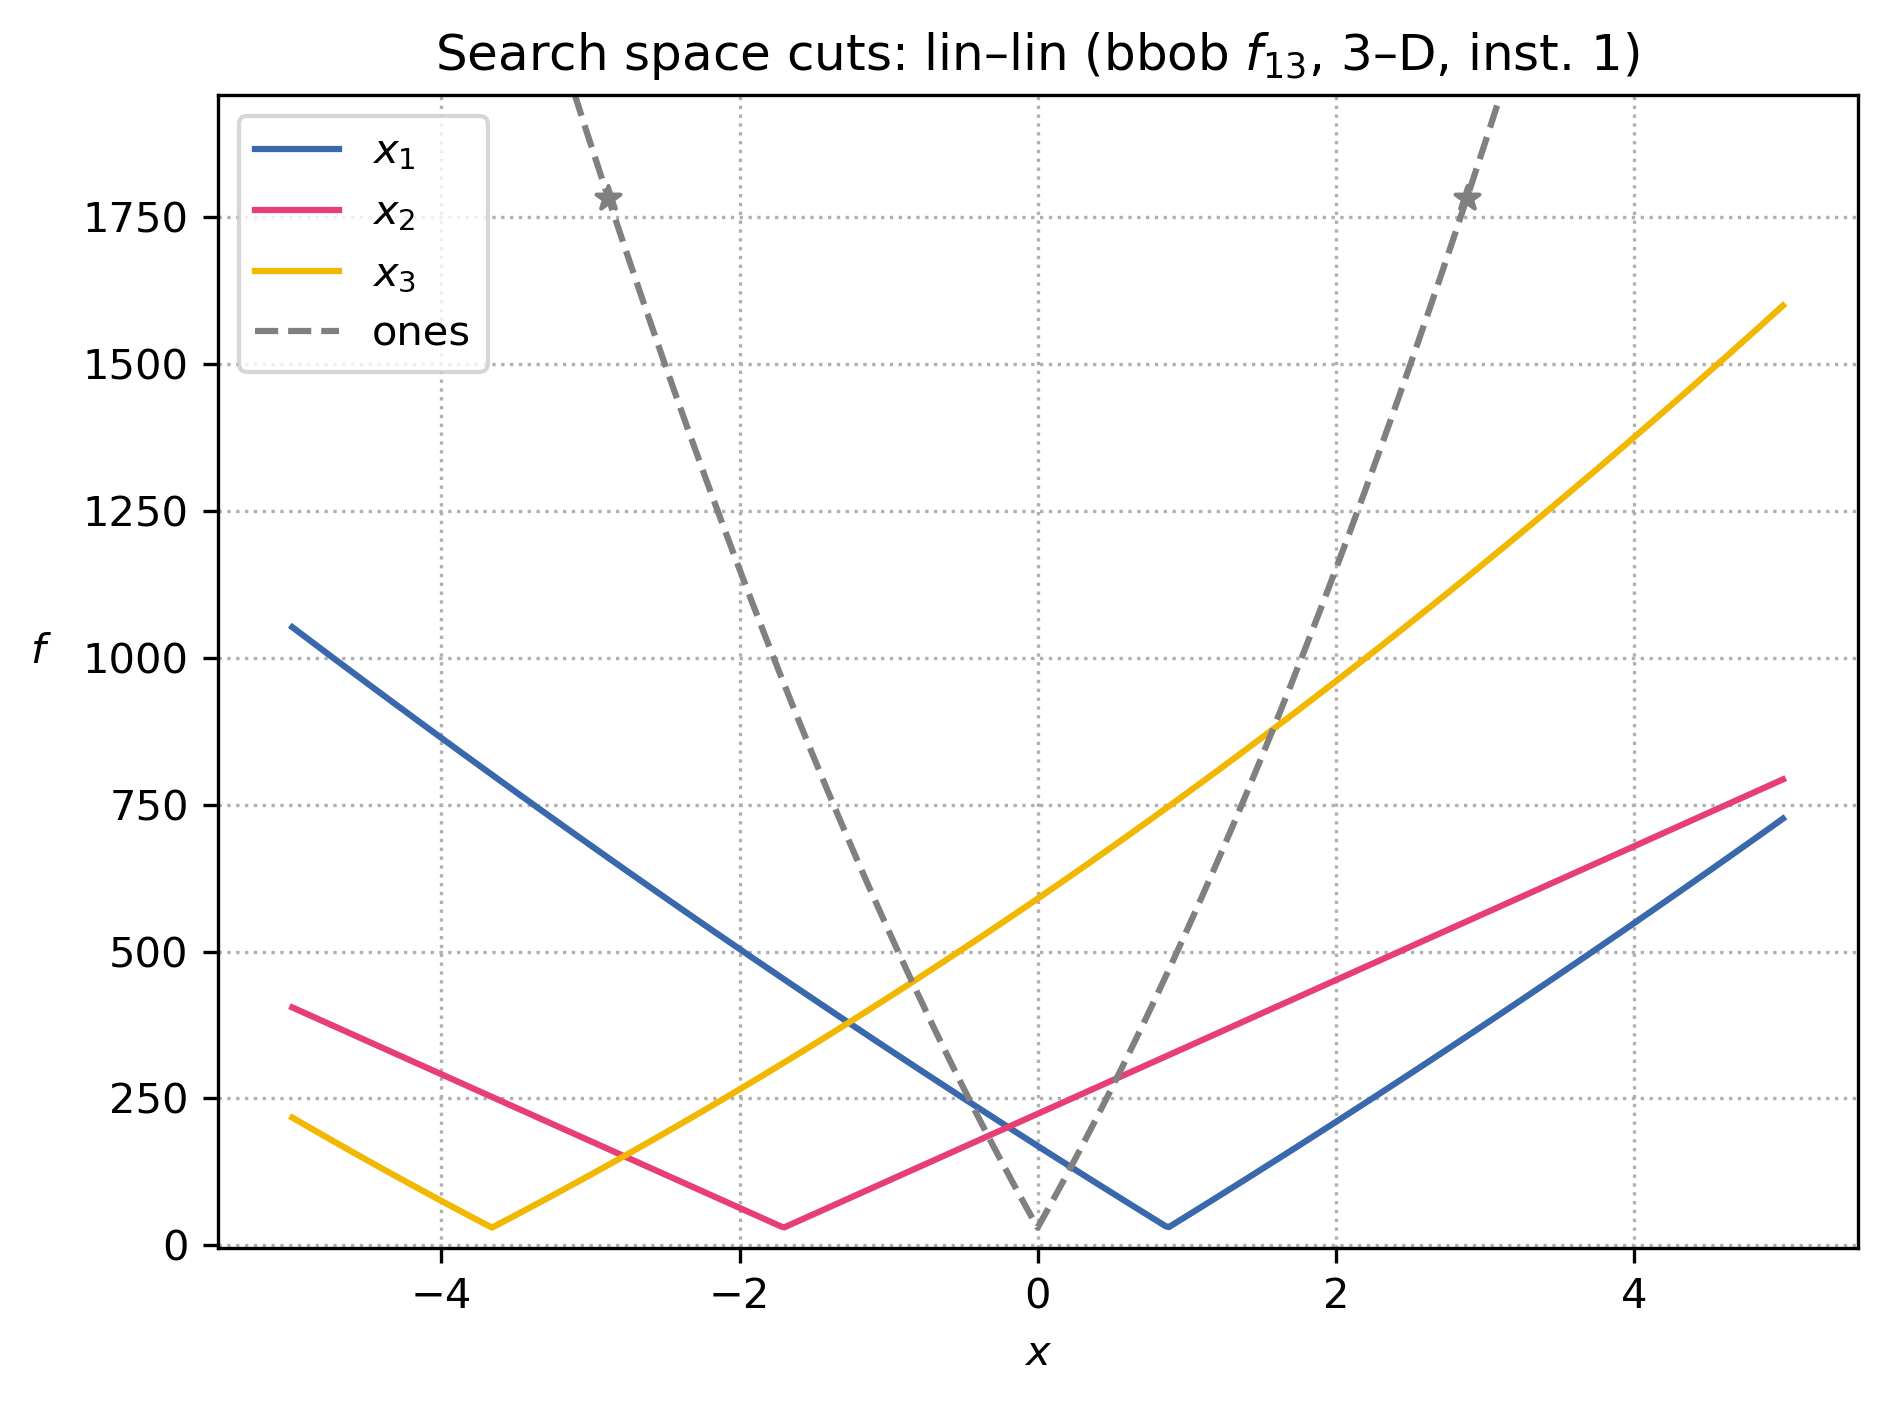 Search space cuts: lin–lin (bbob f₁₃, 3–D, inst. 1)
x₁
x₂
x₃
ones
1750
1500
1250
1000
750
500
250
0
f
−4
−2
0
2
4
x